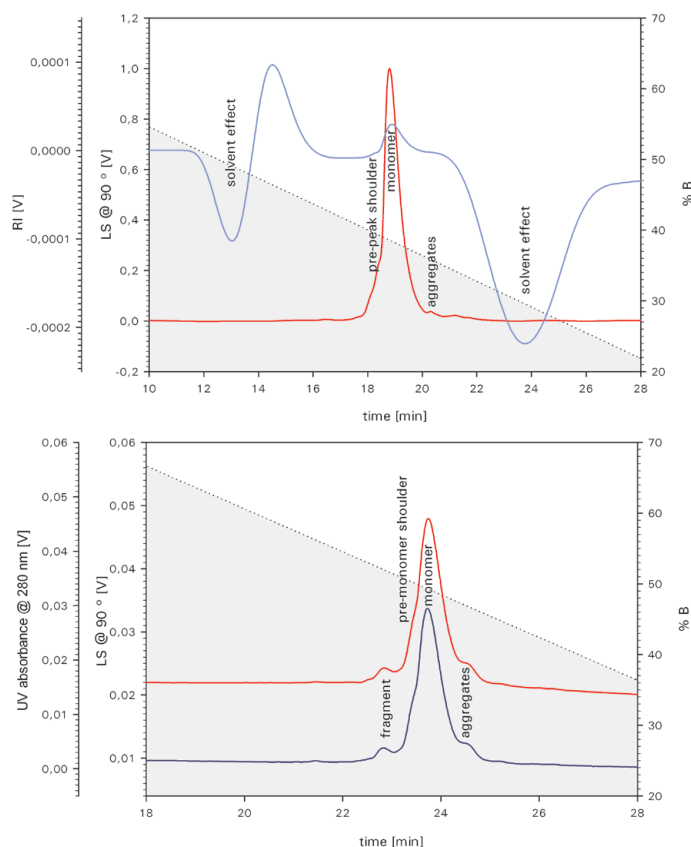 RI [V]
0,0001
0,0000
-0,0001
-0,0002
LS @ 90 ° [V]
1,2
1,0
0,8
0,6
0,4
0,2
0,0
-0,2
solvent effect
pre-peak shoulder
monomer
aggregates
solvent effect
70
60
50
40
30
20
% B
10 12 14 16 18 20 22 24 26 28
time [min]
UV absorbance @ 280 nm [V]
0,06
0,05
0,04
0,03
0,02
0,01
0,00
LS @ 90 ° [V]
0,06
0,05
0,04
0,03
0,02
0,01
fragment
pre-monomer shoulder
monomer
aggregates
70
60
50
40
30
20
% B
18 20 22 24 26 28
time [min]